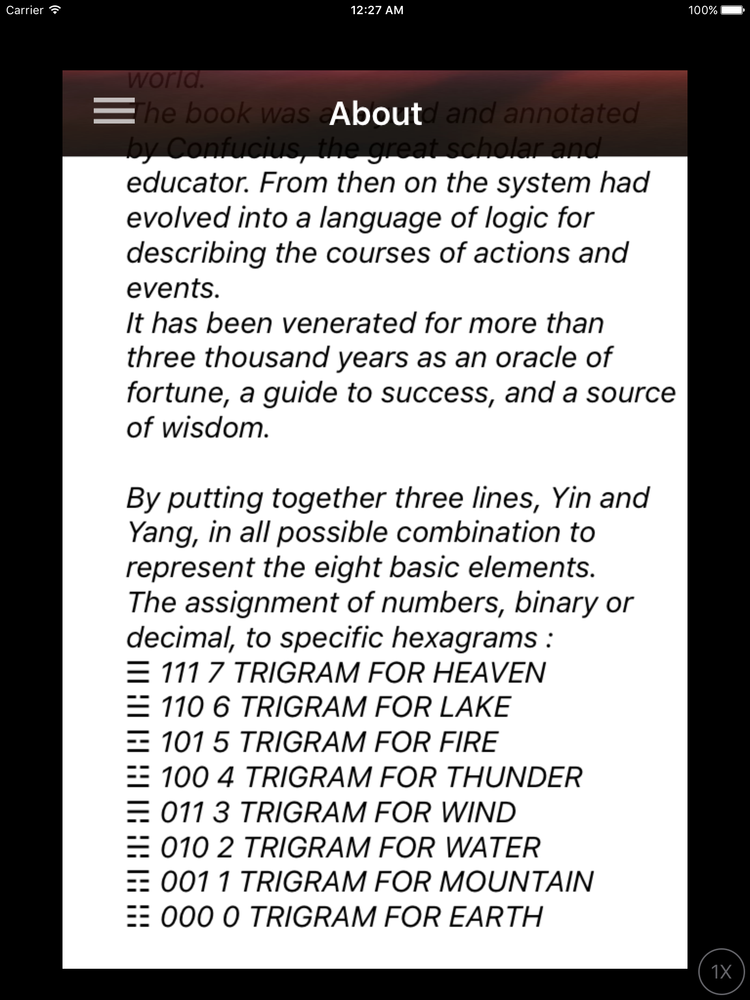 Carrier 12:27 AM 100%
world.
About
The book was and annotated
by Confucius, the great scholar and
educator. From then on the system had
evolved into a language of logic for
describing the courses of actions and
events.
It has been venerated for more than
three thousand years as an oracle of
fortune, a guide to success, and a source
of wisdom.
By putting together three lines, Yin and
Yang, in all possible combination to
represent the eight basic elements.
The assignment of numbers, binary or
decimal, to specific hexagrams :
☰ 111 7 TRIGRAM FOR HEAVEN
☱ 110 6 TRIGRAM FOR LAKE
☲ 101 5 TRIGRAM FOR FIRE
☳ 100 4 TRIGRAM FOR THUNDER
☴ 011 3 TRIGRAM FOR WIND
☵ 010 2 TRIGRAM FOR WATER
☶ 001 1 TRIGRAM FOR MOUNTAIN
☷ 000 0 TRIGRAM FOR EARTH
1X